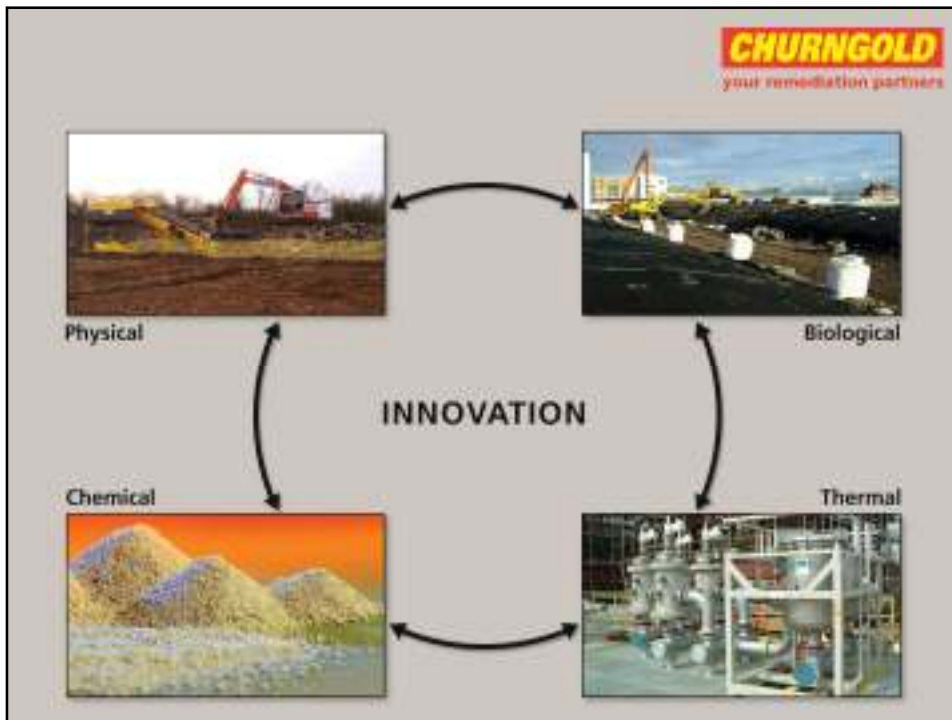 CHURNGOLD
your remediation partners
Physical
Biological
INNOVATION
Chemical
Thermal